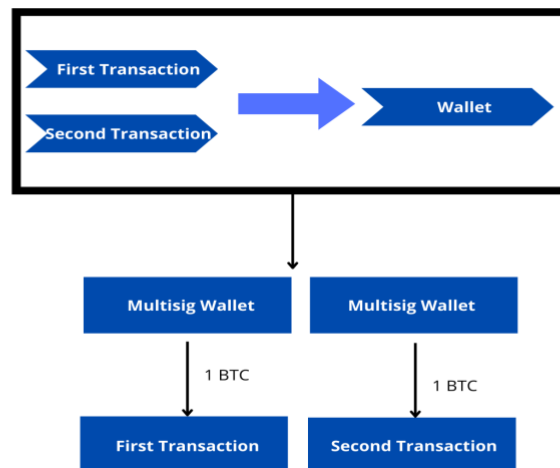 First Transaction
Wallet
Second Transaction
Multisig Wallet
Multisig Wallet
1 BTC
1 BTC
First Transaction
Second Transaction